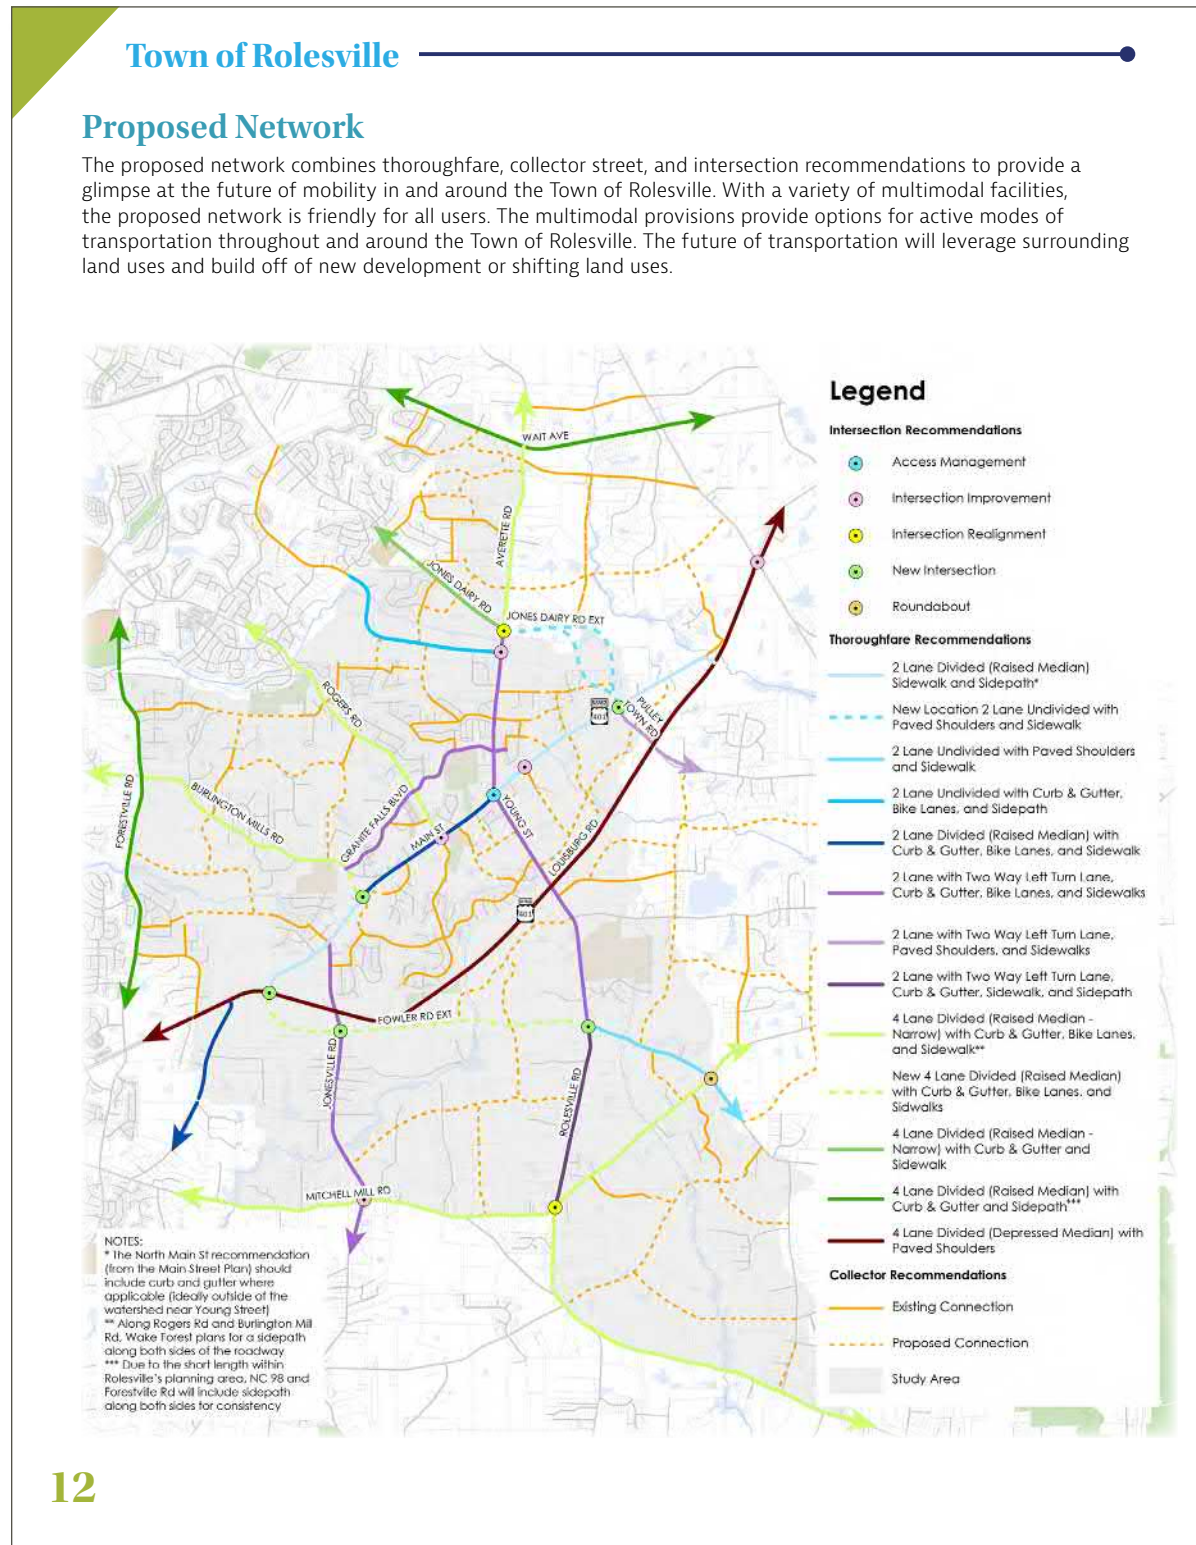 Town of Rolesville
Proposed Network
The proposed network combines thoroughfare, collector street, and intersection recommendations to provide a
glimpse at the future of mobility in and around the Town of Rolesville. With a variety of multimodal facilities,
the proposed network is friendly for all users. The multimodal provisions provide options for active modes of
transportation throughout and around the Town of Rolesville. The future of transportation will leverage surrounding
land uses and build off of new development or shifting land uses.
WAIT AVE
AVERETTE RD
JONES DAIRY RD
JONES DAIRY RD EXT
ROGERS RD
PULLEY
TOWN RD
401
FORESTVILLE RD
BURLINGTON MILLS RD
GRANITE FALLS BLVD
MAIN ST
YOUNG ST
LOUISBURG RD
401
FOWLER RD EXT
JONESVILLE RD
ROLESVILLE RD
MITCHELL MILL RD
NOTES:
* The North Main St recommendation
(from the Main Street Plan) should
include curb and gutter where
applicable (ideally outside of the
watershed near Young Street)
** Along Rogers Rd and Burlington Mill
Rd, Wake Forest plans for a sidepath
along both sides of the roadway
*** Due to the short length within
Rolesville's planning area, NC 98 and
Forestville Rd will include sidepath
along both sides for consistency
Legend
Intersection Recommendations
Access Management
Intersection Improvement
Intersection Realignment
New Intersection
Roundabout
Thoroughfare Recommendations
2 Lane Divided (Raised Median)
Sidewalk and Sidepath*
New Location 2 Lane Undivided with
Paved Shoulders and Sidewalk
2 Lane Undivided with Paved Shoulders
and Sidewalk
2 Lane Undivided with Curb & Gutter,
Bike Lanes, and Sidepath
2 Lane Divided (Raised Median) with
Curb & Gutter, Bike Lanes, and Sidewalk
2 Lane with Two Way Left Turn Lane,
Curb & Gutter, Bike Lanes, and Sidewalks
2 Lane with Two Way Left Turn Lane,
Paved Shoulders, and Sidewalks
2 Lane with Two Way Left Turn Lane,
Curb & Gutter, Sidewalk, and Sidepath
4 Lane Divided (Raised Median -
Narrow) with Curb & Gutter, Bike Lanes,
and Sidewalk**
New 4 Lane Divided (Raised Median)
with Curb & Gutter, Bike Lanes, and
Sidwalks
4 Lane Divided (Raised Median -
Narrow) with Curb & Gutter and
Sidewalk
4 Lane Divided (Raised Median) with
Curb & Gutter and Sidepath***
4 Lane Divided (Depressed Median) with
Paved Shoulders
Collector Recommendations
Existing Connection
Proposed Connection
Study Area
12